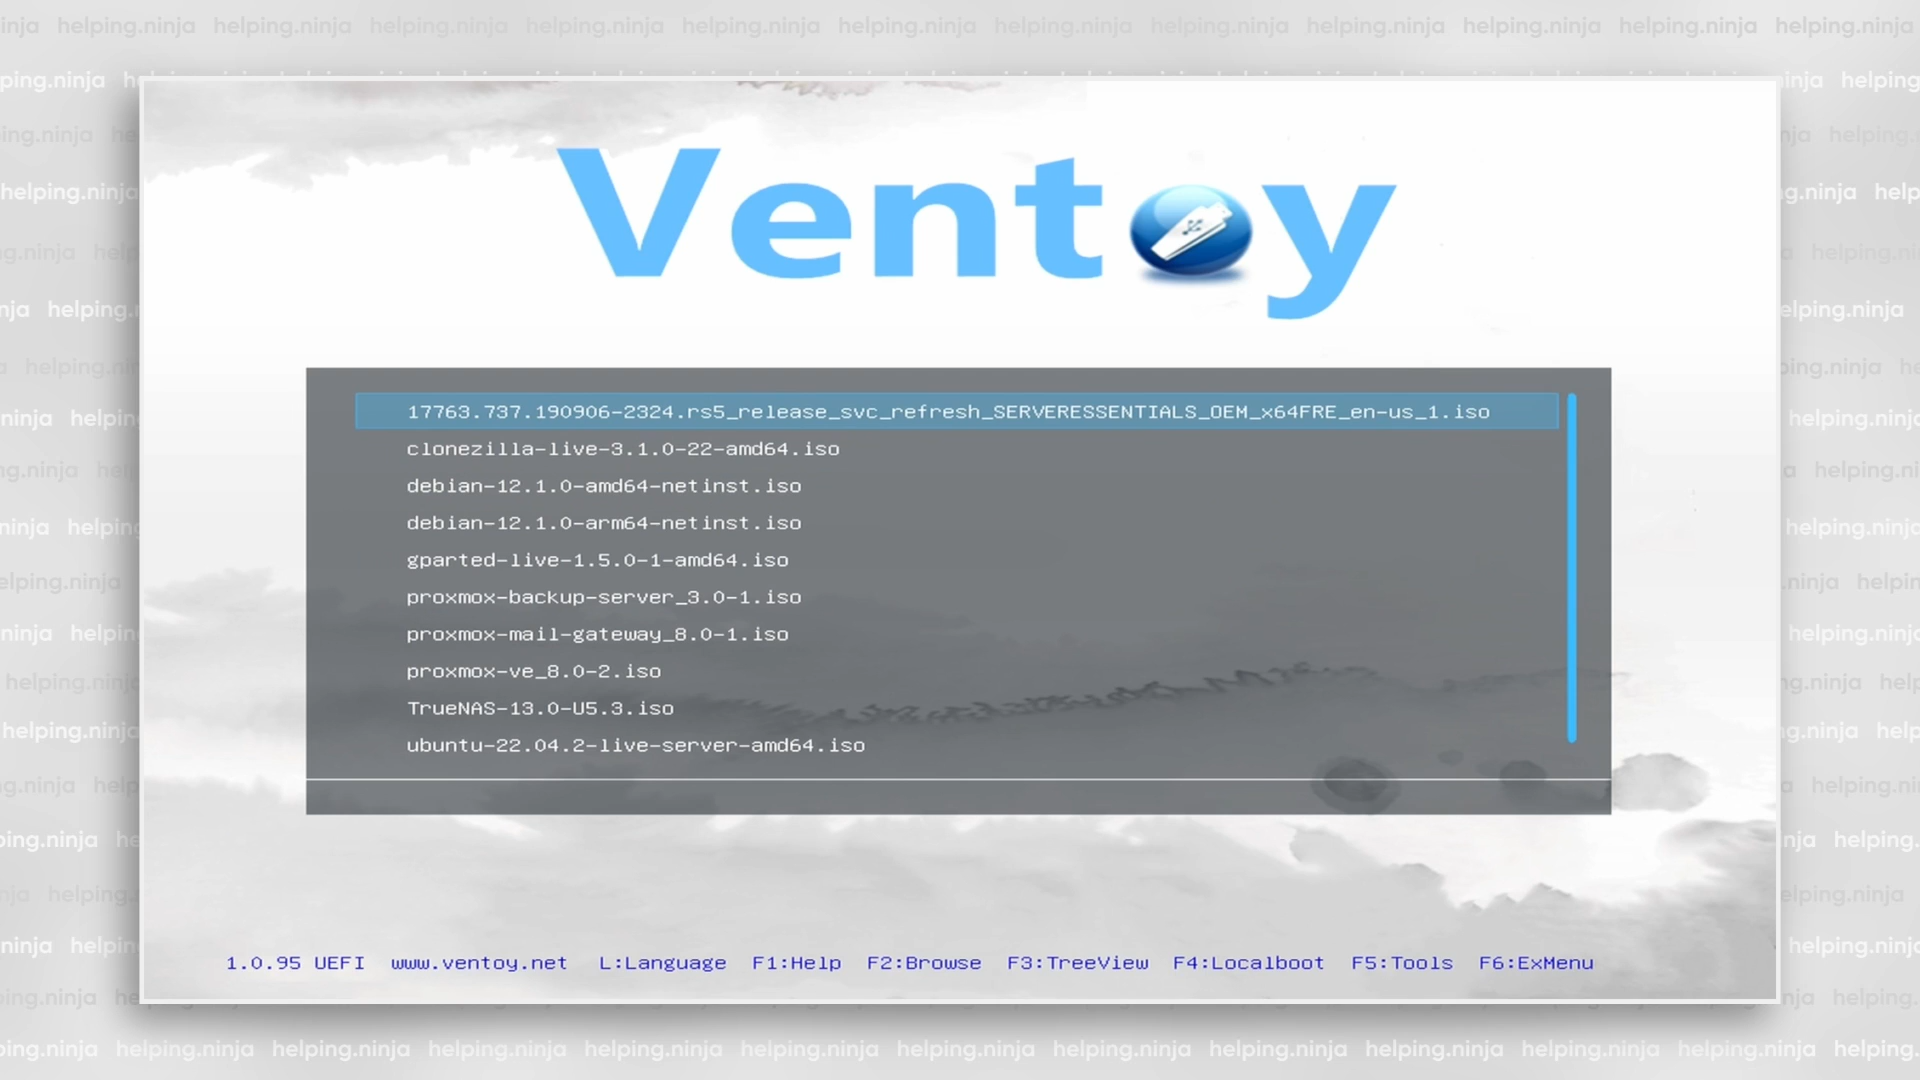 Ventoy
17763.737.190906-2324.rs5_release_svc_refresh_SERVERESSENTIALS_OEM_x64FRE_en-us_1.iso
clonezilla-live-3.1.0-22-amd64.iso
debian-12.1.0-amd64-netinst.iso
debian-12.1.0-arm64-netinst.iso
gparted-live-1.5.0-1-amd64.iso
proxmox-backup-server_3.0-1.iso
proxmox-mail-gateway_8.0-1.iso
proxmox-ve_8.0-2.iso
TrueNAS-13.0-U5.3.iso
ubuntu-22.04.2-live-server-amd64.iso
1.0.95 UEFI www.ventoy.net L:Language F1:Help F2:Browse F3:TreeView F4:Localboot F5:Tools F6:ExMenu
helping.ninja